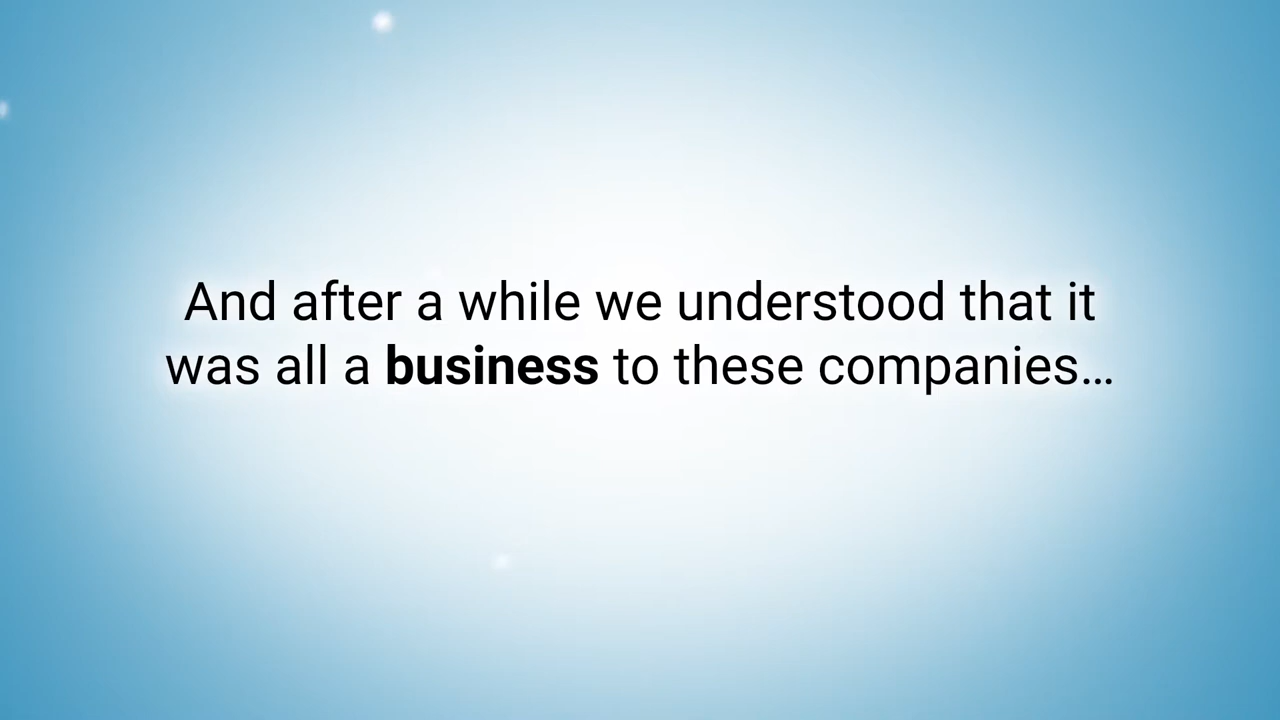 And after a while we understood that it
was all a business to these companies…